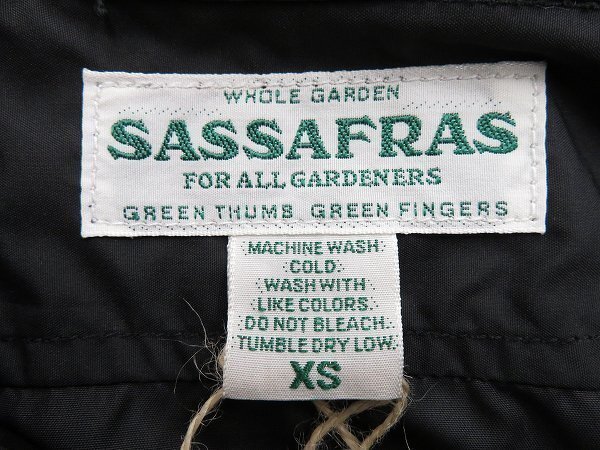 WHOLE GARDEN
SASSAFRAS
FOR ALL GARDENERS
GREEN THUMB GREEN FINGERS
MACHINE WASH
COLD.
WASH WITH
LIKE COLORS.
DO NOT BLEACH.
TUMBLE DRY LOW.
XS